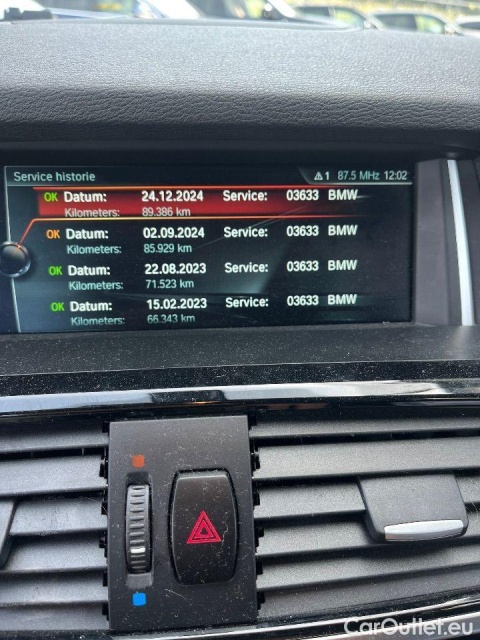 Service historie ⚠1 87.5 MHz 12:02
OK Datum: 24.12.2024 Service: 03633 BMW
Kilometers: 89.386 km
OK Datum: 02.09.2024 Service: 03633 BMW
Kilometers: 85.929 km
OK Datum: 22.08.2023 Service: 03633 BMW
Kilometers: 71.523 km
OK Datum: 15.02.2023 Service: 03633 BMW
Kilometers: 66.343 km
CarOutlet.eu